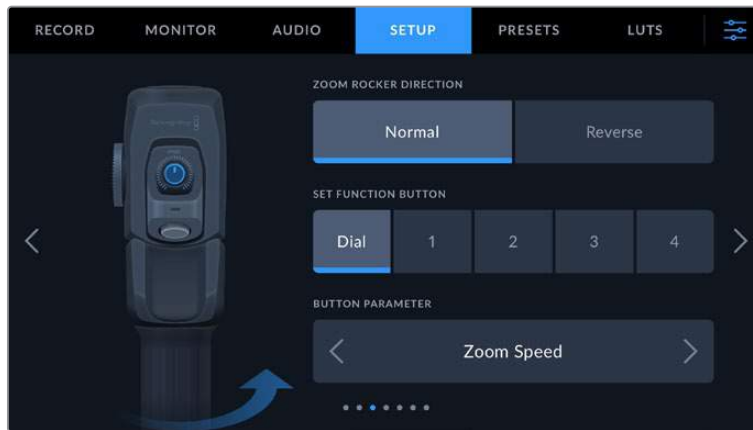 RECORD MONITOR AUDIO SETUP PRESETS LUTS
ZOOM ROCKER DIRECTION
Normal Reverse
SET FUNCTION BUTTON
Dial 1 2 3 4
BUTTON PARAMETER
Zoom Speed